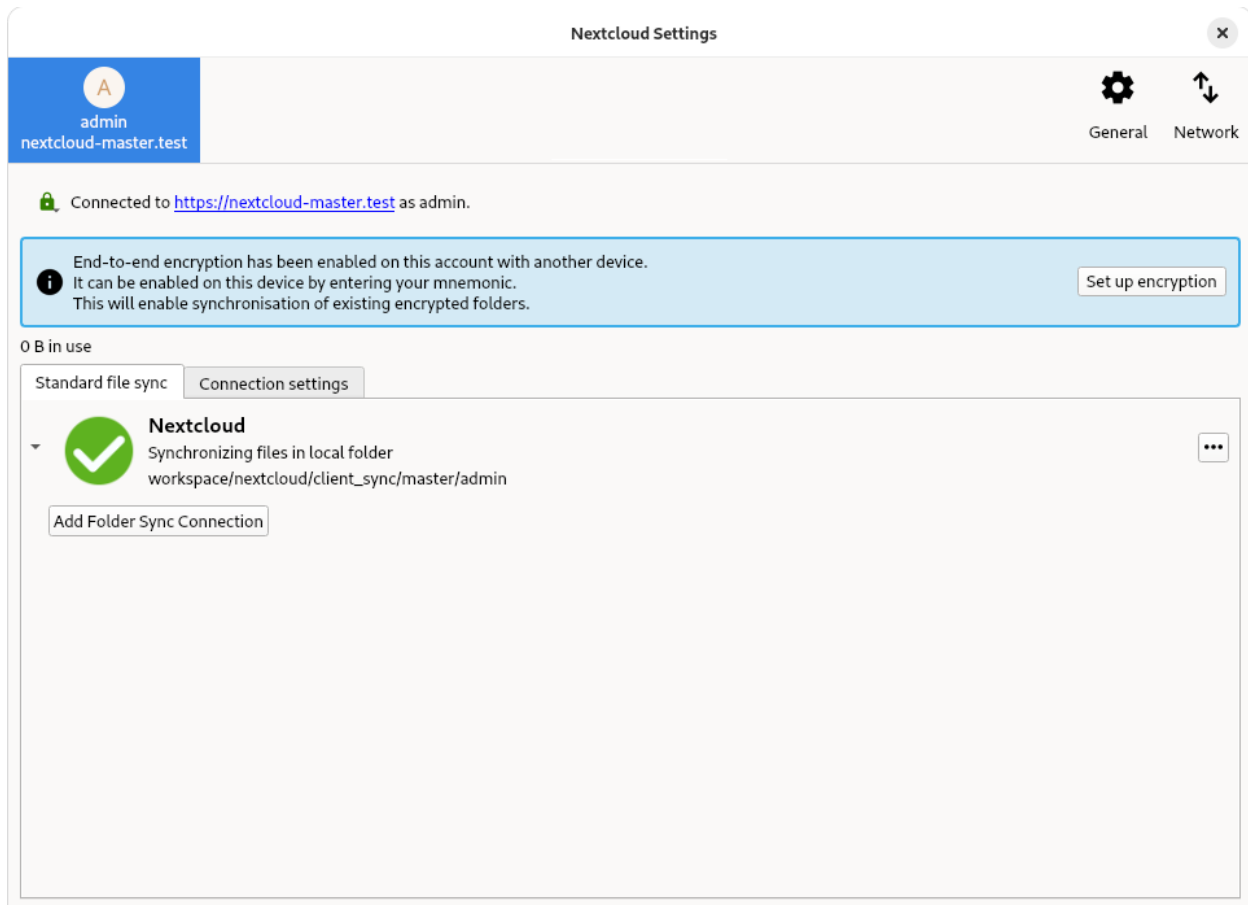 Nextcloud Settings
A
admin
nextcloud-master.test
General
Network
Connected to https://nextcloud-master.test as admin.
End-to-end encryption has been enabled on this account with another device.
It can be enabled on this device by entering your mnemonic.
This will enable synchronisation of existing encrypted folders.
Set up encryption
0 B in use
Standard file sync
Connection settings
Nextcloud
Synchronizing files in local folder
workspace/nextcloud/client_sync/master/admin
Add Folder Sync Connection